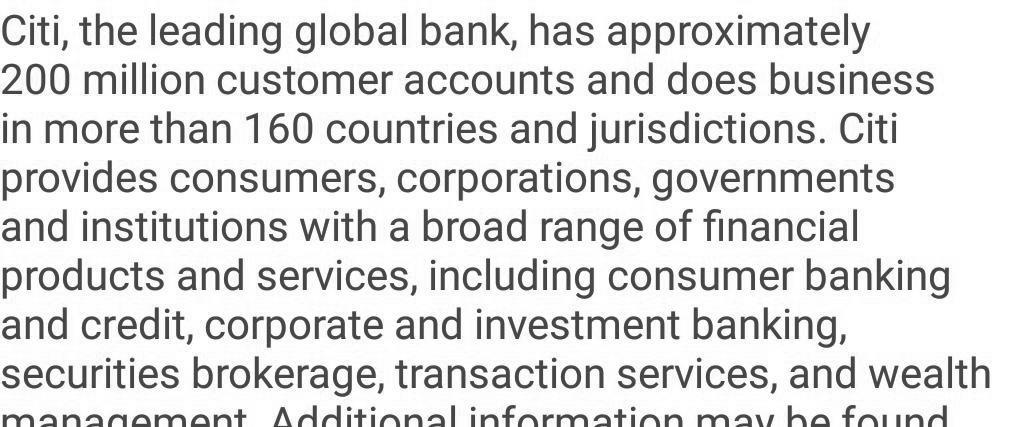 Citi, the leading global bank, has approximately
200 million customer accounts and does business
in more than 160 countries and jurisdictions. Citi
provides consumers, corporations, governments
and institutions with a broad range of financial
products and services, including consumer banking
and credit, corporate and investment banking,
securities brokerage, transaction services, and wealth
management. Additional information may be found